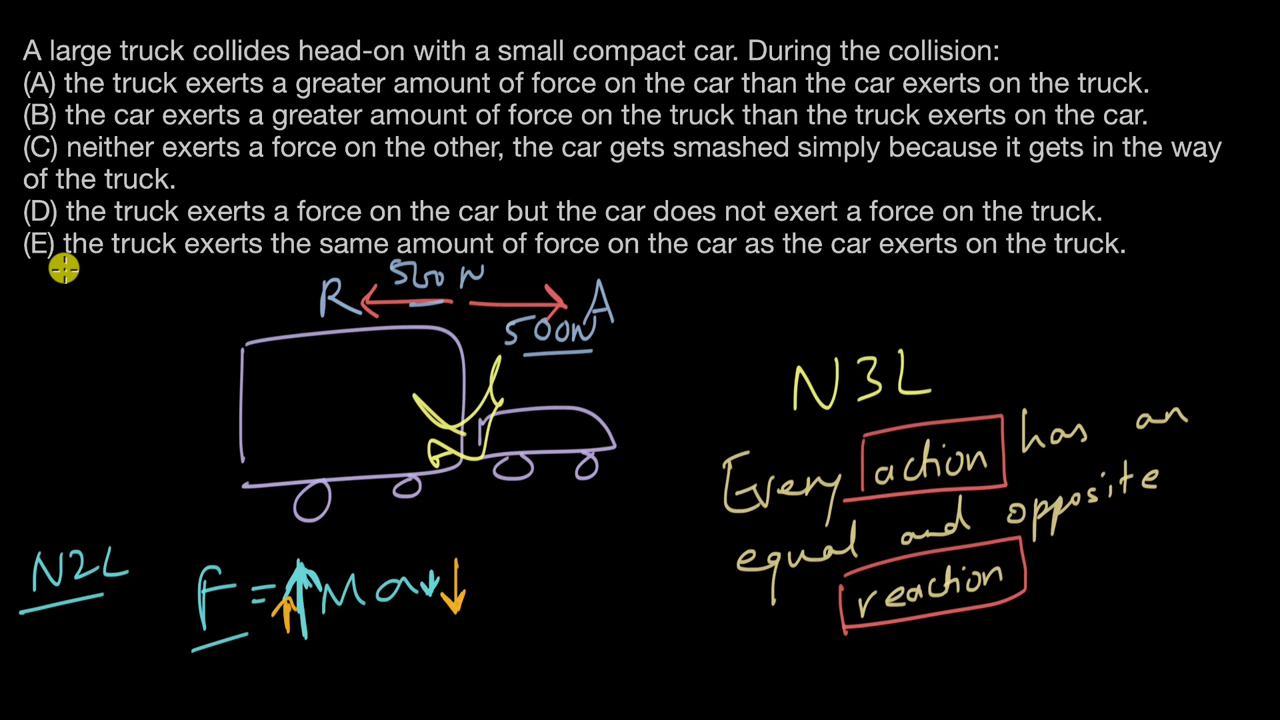 A large truck collides head-on with a small compact car. During the collision:
(A) the truck exerts a greater amount of force on the car than the car exerts on the truck.
(B) the car exerts a greater amount of force on the truck than the truck exerts on the car.
(C) neither exerts a force on the other, the car gets smashed simply because it gets in the way
of the truck.
(D) the truck exerts a force on the car but the car does not exert a force on the truck.
(E) the truck exerts the same amount of force on the car as the car exerts on the truck.
500 N
R A
500N
N3L
Every action has an
equal and opposite
reaction
N2L
F = M a